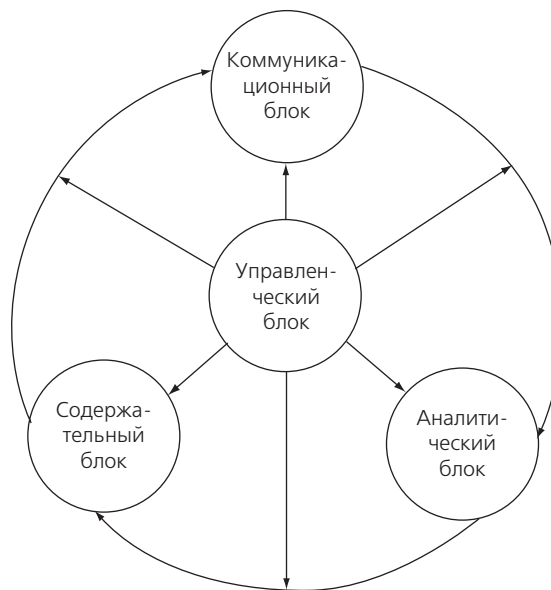 Коммуника-
ционный
блок
Управлен-
ческий
блок
Содержа-
тельный
блок
Аналити-
ческий
блок